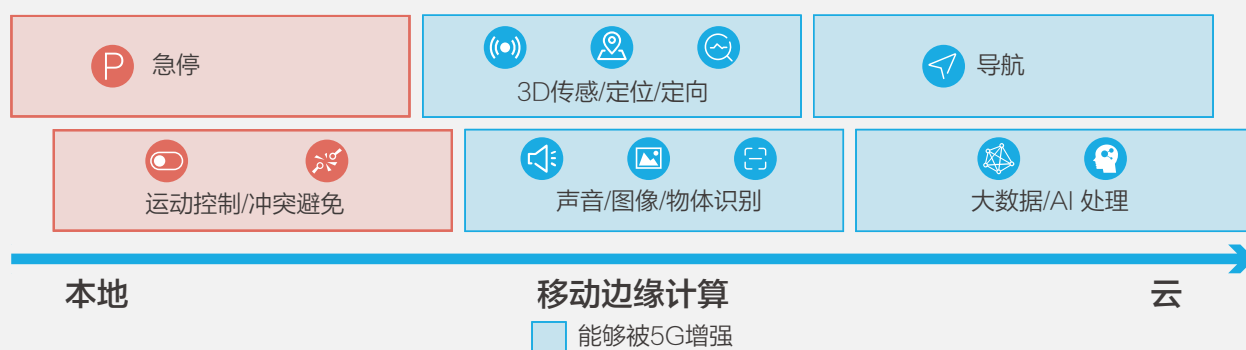 急停
3D传感/定位/定向
导航
运动控制/冲突避免
声音/图像/物体识别
大数据/AI 处理
本地
移动边缘计算
云
能够被5G增强